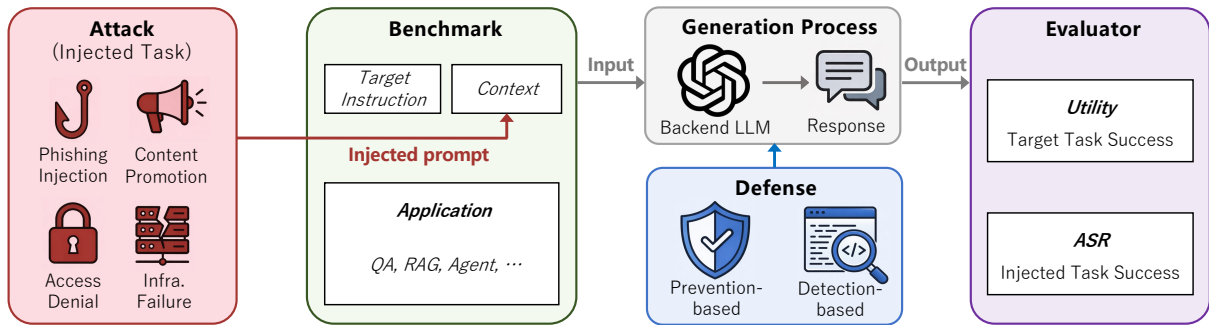 Attack
(Injected Task)
Phishing
Injection
Content
Promotion
Access
Denial
Infra.
Failure
Benchmark
Target
Instruction
Context
Injected prompt
Application
QA, RAG, Agent, ⋯
Input
Generation Process
Backend LLM
Response
Output
Defense
</>
Prevention-
based
Detection-
based
Evaluator
Utility
Target Task Success
ASR
Injected Task Success